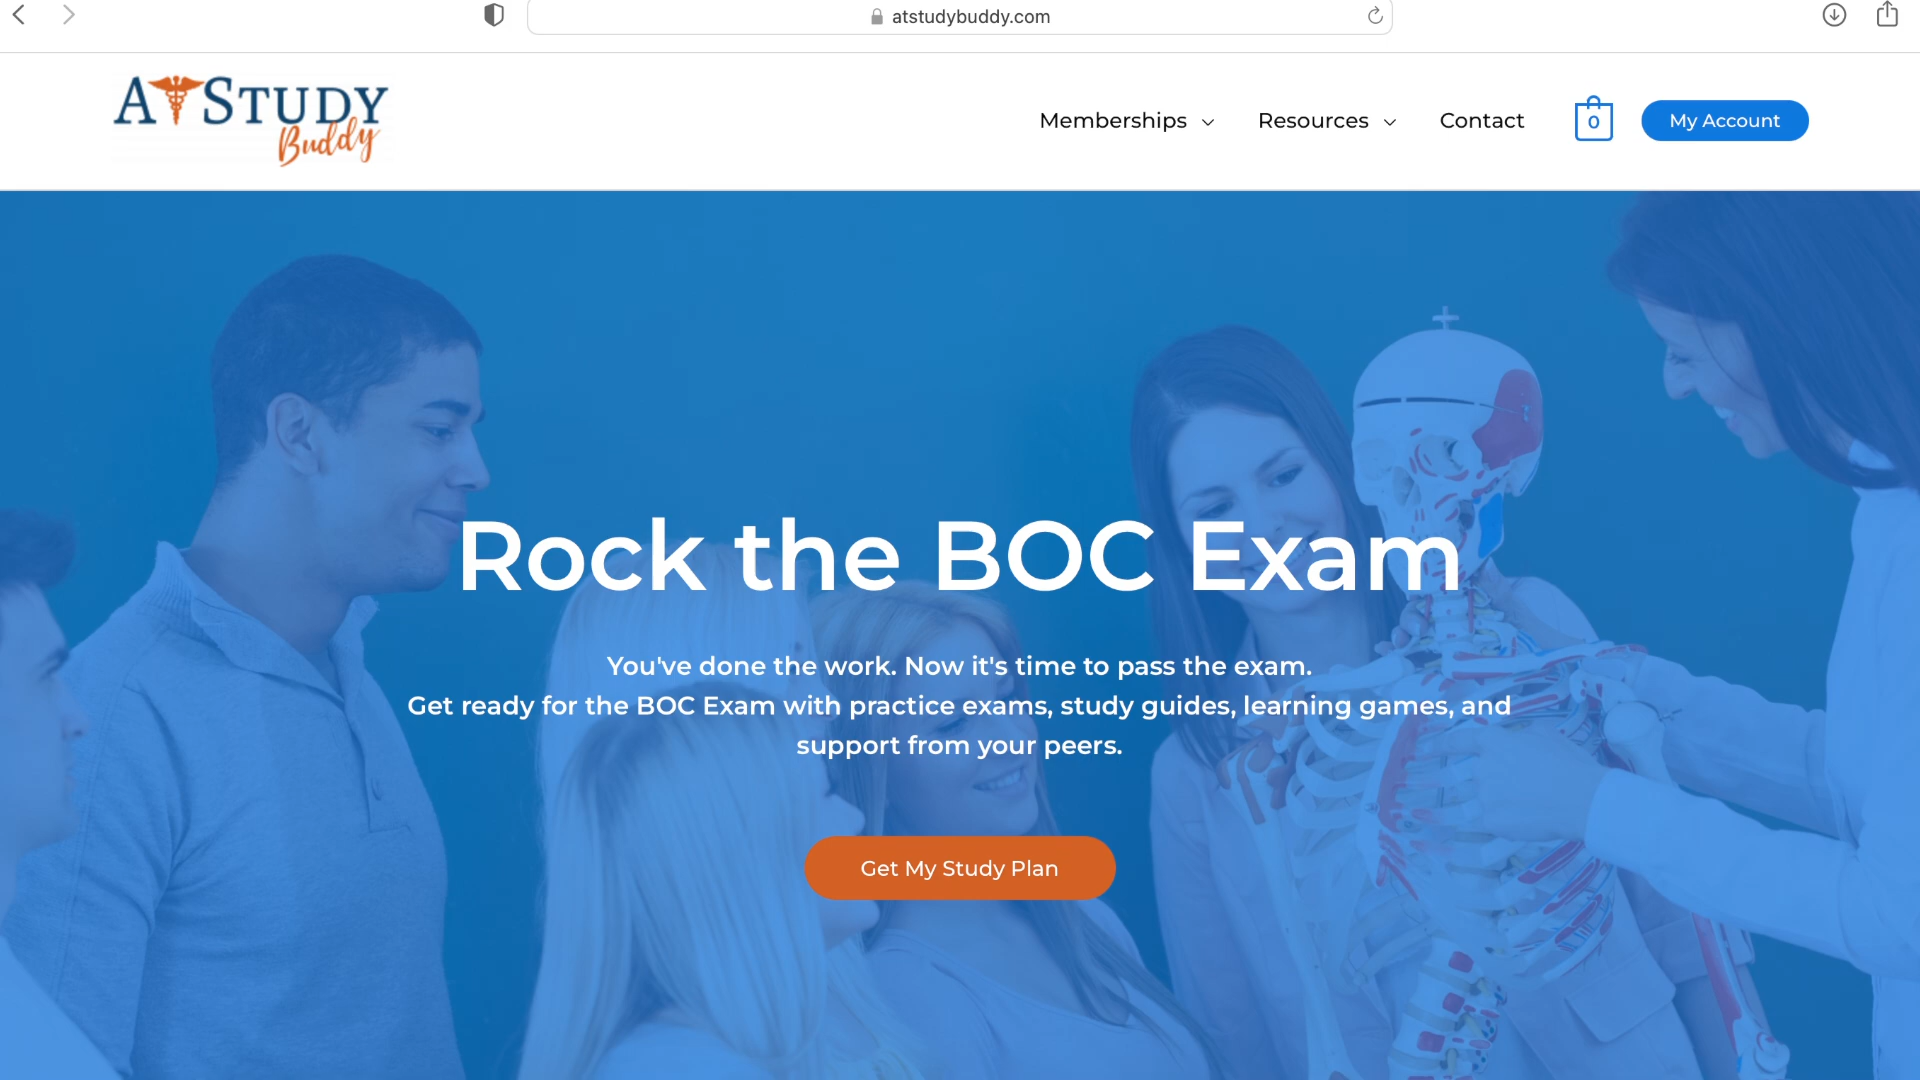 atstudybuddy.com
ATStudy
Buddy
Memberships
Resources
Contact
0
My Account
Rock the BOC Exam
You've done the work. Now it's time to pass the exam.
Get ready for the BOC Exam with practice exams, study guides, learning games, and
support from your peers.
Get My Study Plan